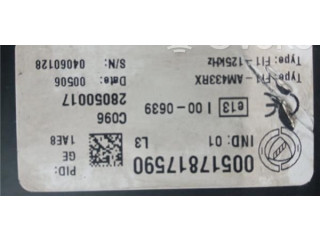 00517817590
IND: 01
L3
PID:
GE
1AE8
e13
I 00-0639
C096
28050017
Date: 00506
S/N: 04060128
Type: FI1-AM433RX
Type: FI1-125kHz